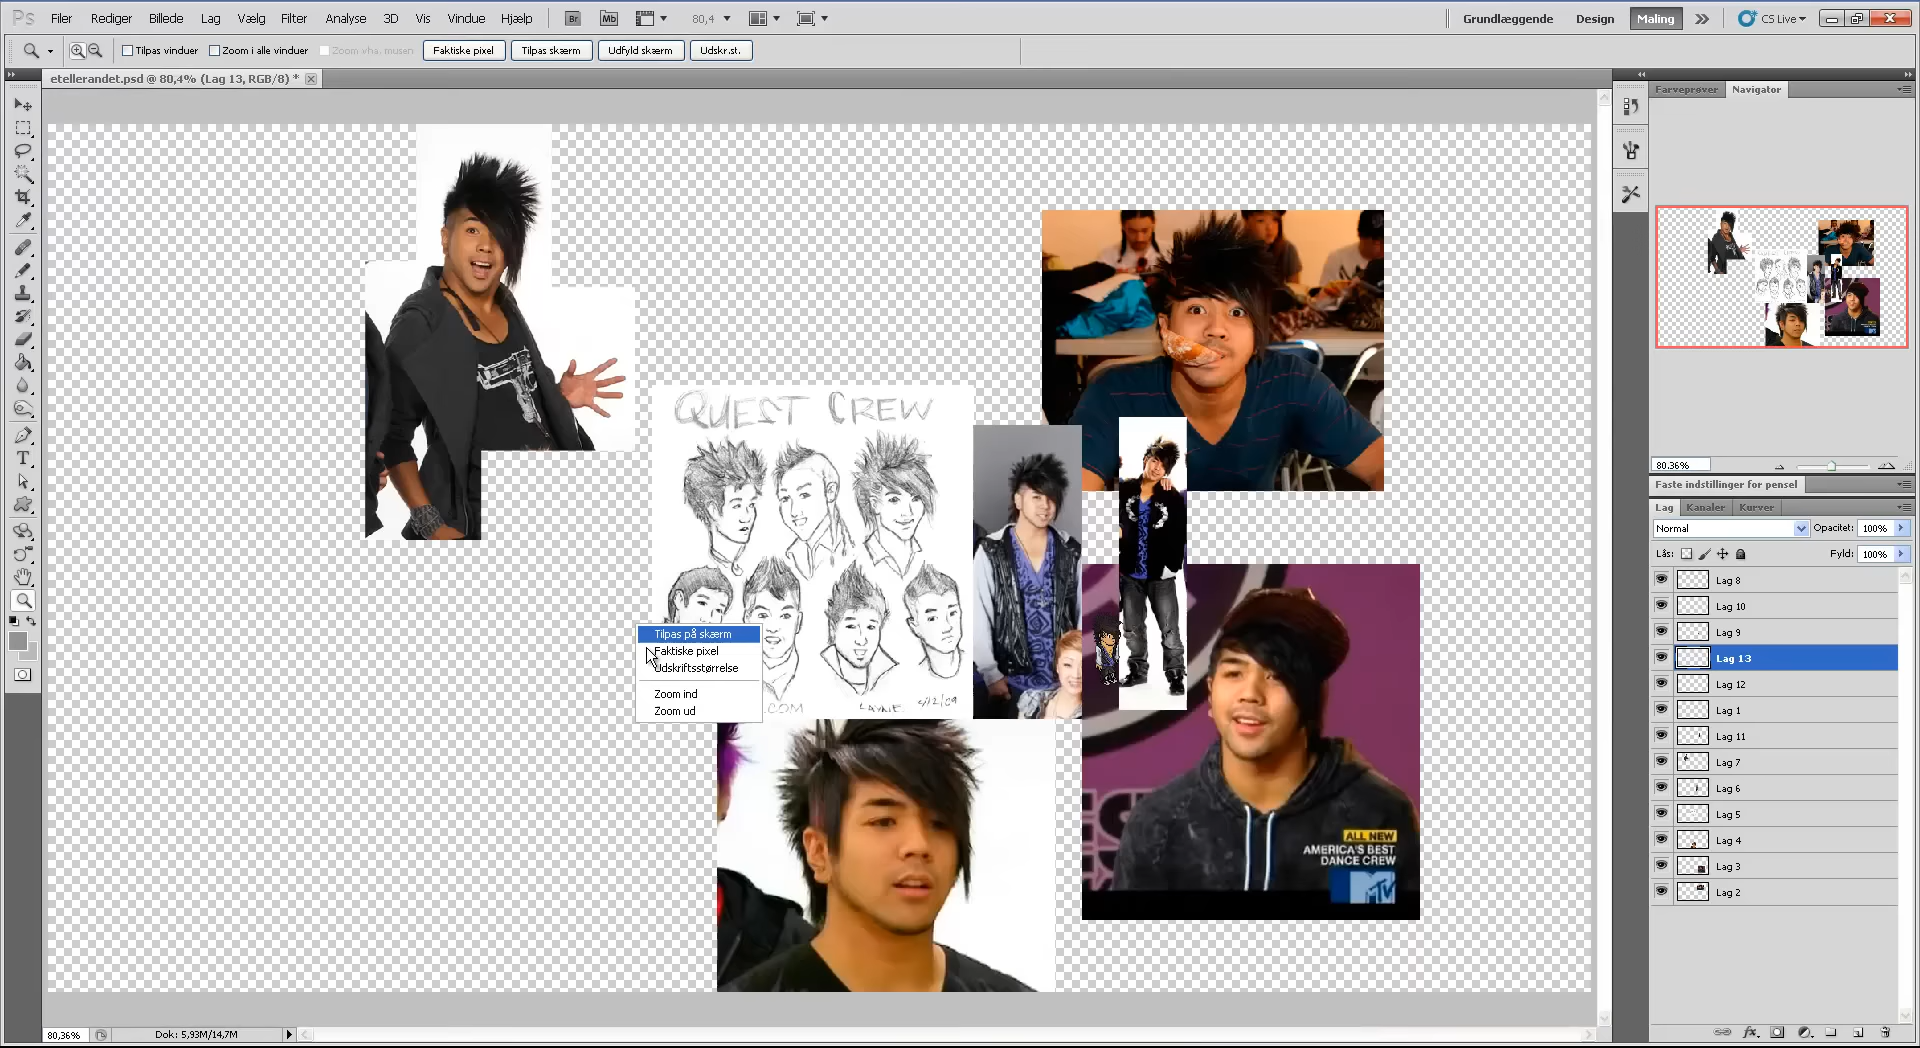 Ps Filer Rediger Billede Lag Vælg Filter Analyse 3D Vis Vindue Hjælp Br Mb 80,4 Grundlæggende Design Maling CS Live
Tilpas vinduer Zoom i alle vinduer Zoom vha. musen Faktiske pixel Tilpas skærm Udfyld skærm Udskr.st.
etellerandet.psd @ 80,4% (Lag 13, RGB/8) *
Farveprøver Navigator
QUEST CREW
80.36%
Faste indstillinger for pensel
Lag Kanaler Kurver
Normal Opacitet: 100%
Lås: Fyld: 100%
Lag 8
Lag 10
Lag 9
Lag 13
Lag 12
Lag 1
Lag 11
Lag 7
Lag 6
Lag 5
Lag 4
Lag 3
Lag 2
Tilpas på skærm
Faktiske pixel
Udskriftsstørrelse
Zoom ind
Zoom ud
.COM LAYNE 4/12/09
ALL NEW
AMERICA'S BEST
DANCE CREW
MTV
T
80,36% Dok: 5,93M/14,7M
fx